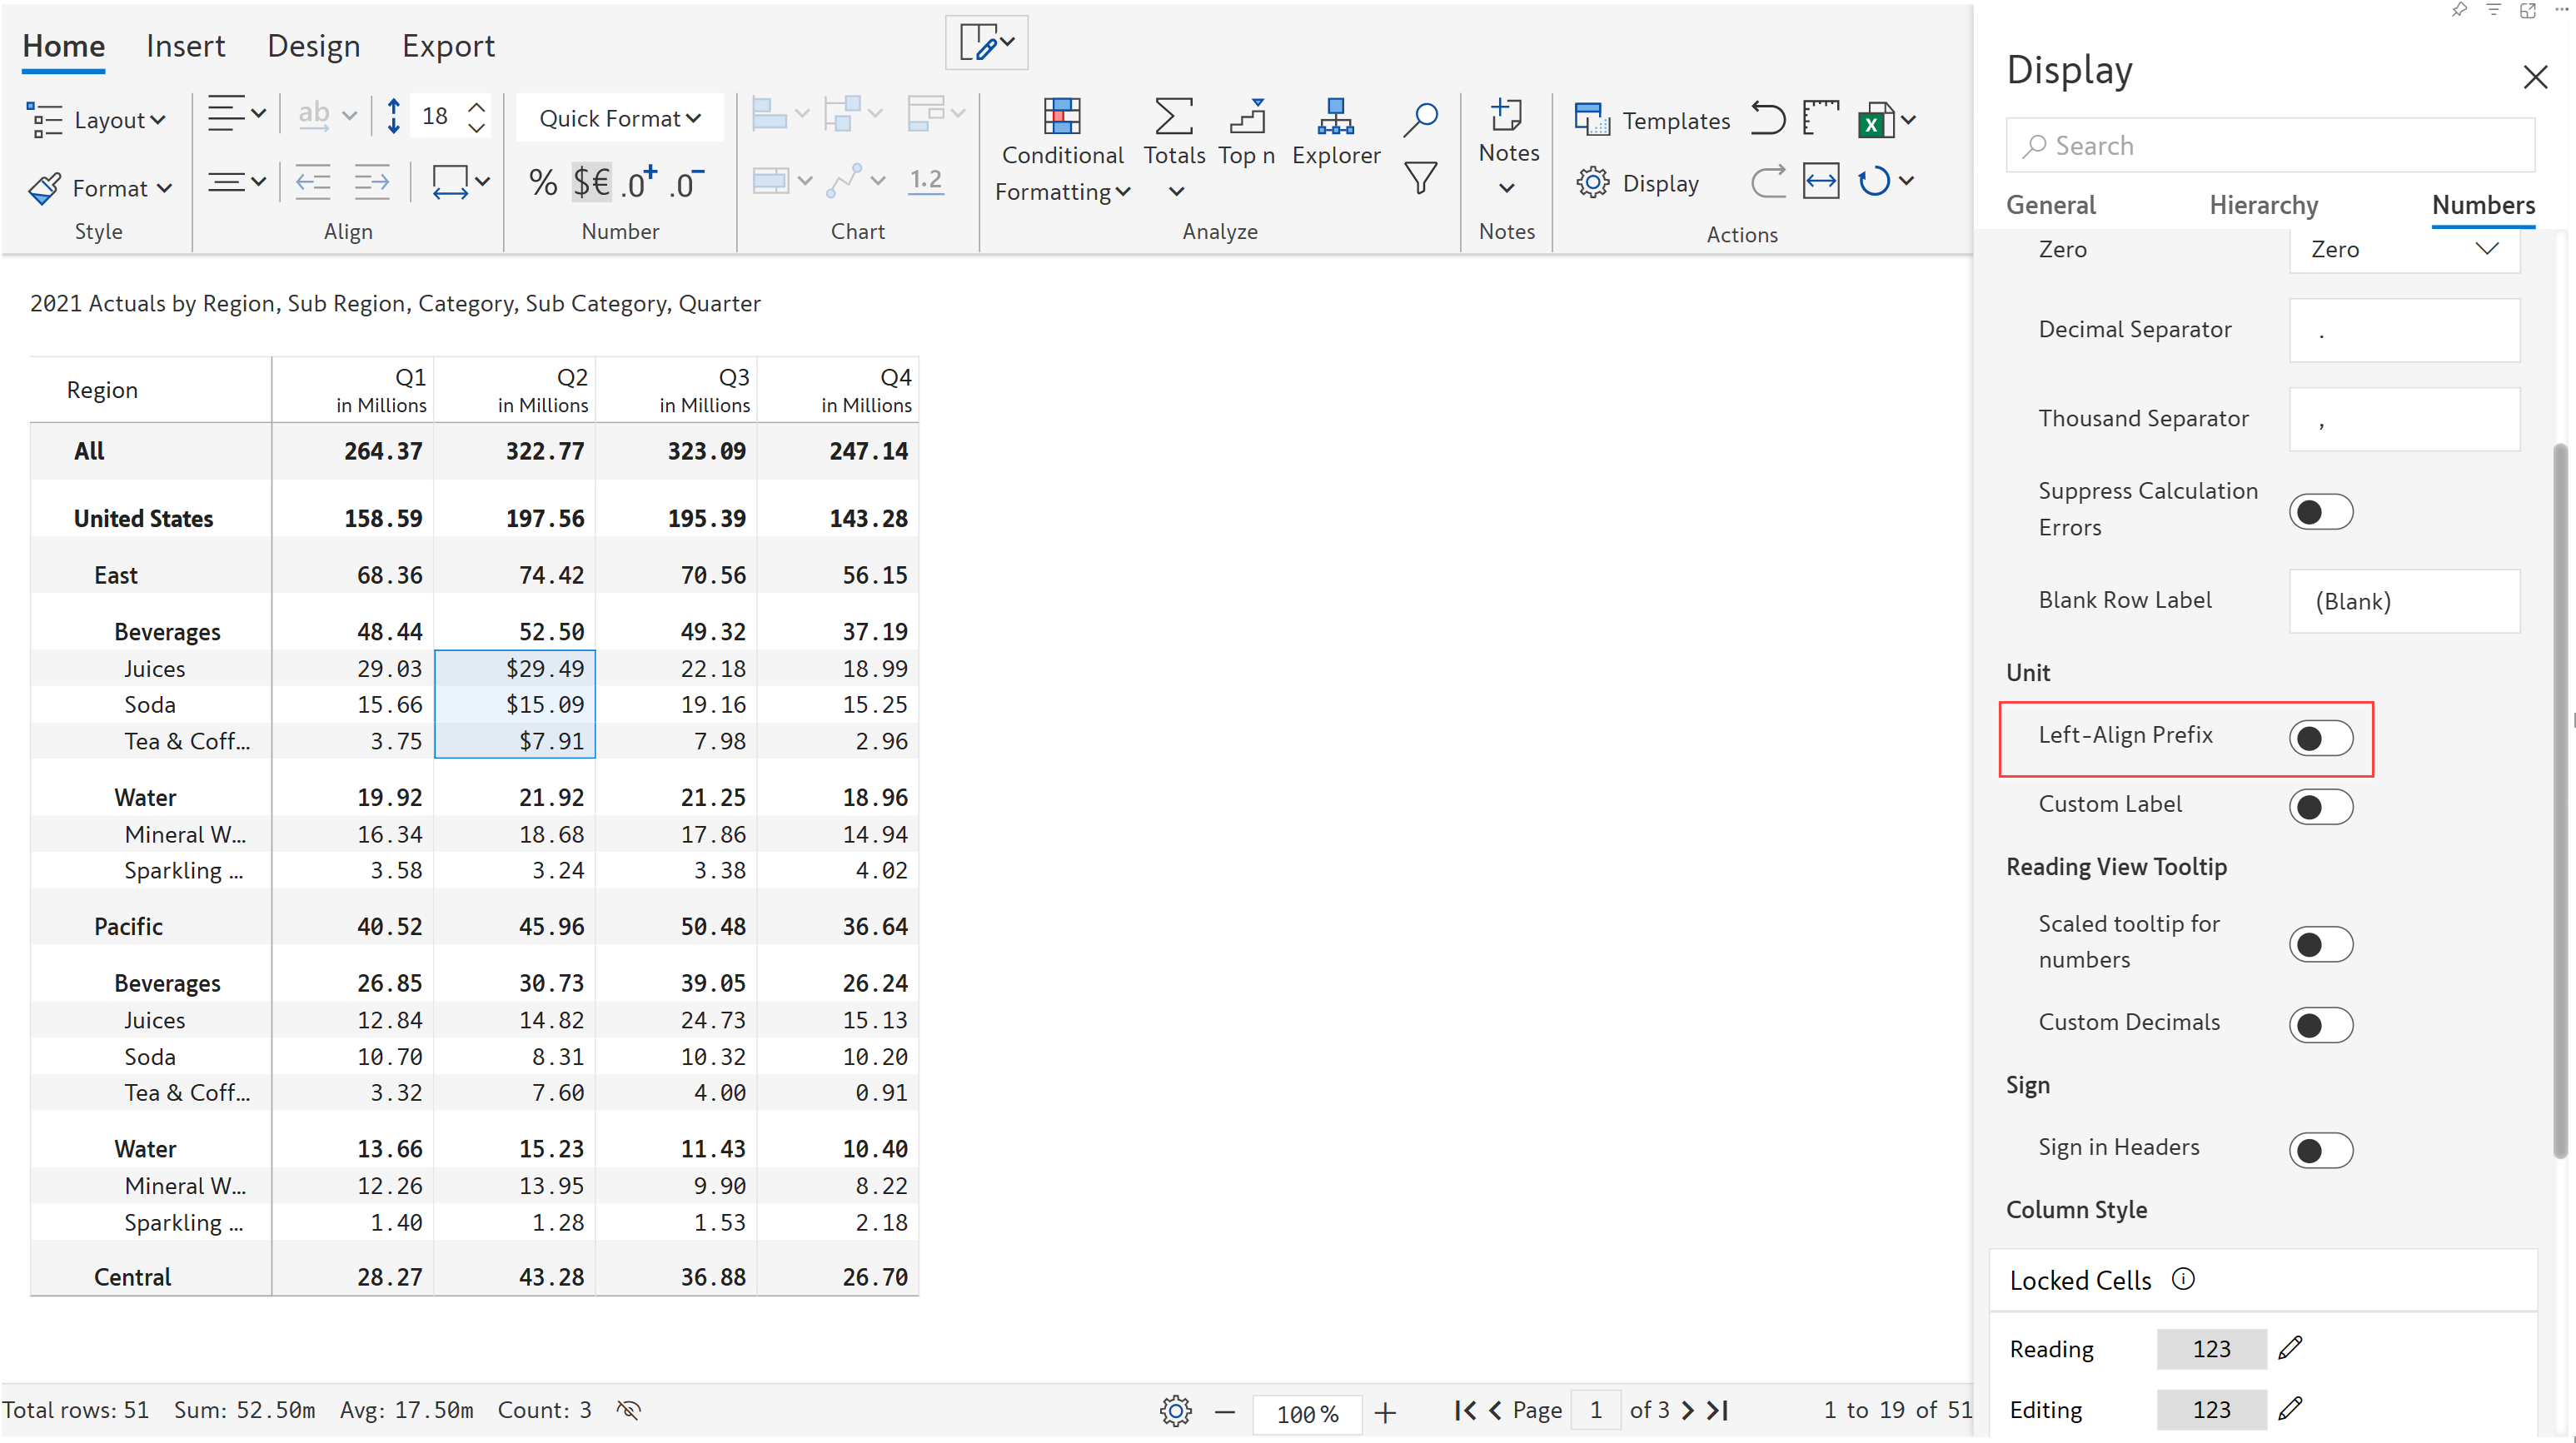 Home Insert Design Export
Layout ab 18 Quick Format Conditional Formatting Totals Top n Explorer Notes Templates
Format % $€ .0+ .0- 1.2 Display
Style Align Number Chart Analyze Notes Actions
2021 Actuals by Region, Sub Region, Category, Sub Category, Quarter
Region Q1 Q2 Q3 Q4
in Millions in Millions in Millions in Millions
All 264.37 322.77 323.09 247.14
United States 158.59 197.56 195.39 143.28
East 68.36 74.42 70.56 56.15
Beverages 48.44 52.50 49.32 37.19
Juices 29.03 $29.49 22.18 18.99
Soda 15.66 $15.09 19.16 15.25
Tea & Coff... 3.75 $7.91 7.98 2.96
Water 19.92 21.92 21.25 18.96
Mineral W... 16.34 18.68 17.86 14.94
Sparkling ... 3.58 3.24 3.38 4.02
Pacific 40.52 45.96 50.48 36.64
Beverages 26.85 30.73 39.05 26.24
Juices 12.84 14.82 24.73 15.13
Soda 10.70 8.31 10.32 10.20
Tea & Coff... 3.32 7.60 4.00 0.91
Water 13.66 15.23 11.43 10.40
Mineral W... 12.26 13.95 9.90 8.22
Sparkling ... 1.40 1.28 1.53 2.18
Central 28.27 43.28 36.88 26.70
Total rows: 51 Sum: 52.50m Avg: 17.50m Count: 3 100% Page 1 of 3 1 to 19 of 51
Display
Search
General Hierarchy Numbers
Zero Zero
Decimal Separator .
Thousand Separator ,
Suppress Calculation
Errors
Blank Row Label (Blank)
Unit
Left-Align Prefix
Custom Label
Reading View Tooltip
Scaled tooltip for
numbers
Custom Decimals
Sign
Sign in Headers
Column Style
Locked Cells
Reading 123
Editing 123